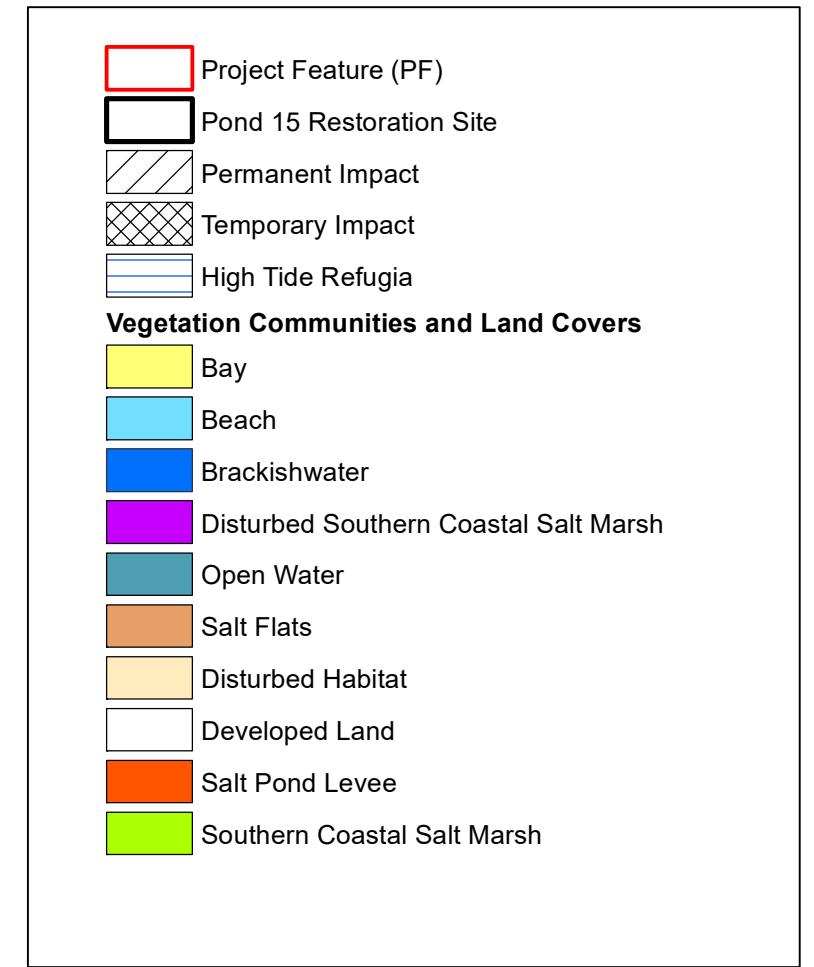 Project Feature (PF)
Pond 15 Restoration Site
Permanent Impact
Temporary Impact
High Tide Refugia
Vegetation Communities and Land Covers
Bay
Beach
Brackishwater
Disturbed Southern Coastal Salt Marsh
Open Water
Salt Flats
Disturbed Habitat
Developed Land
Salt Pond Levee
Southern Coastal Salt Marsh